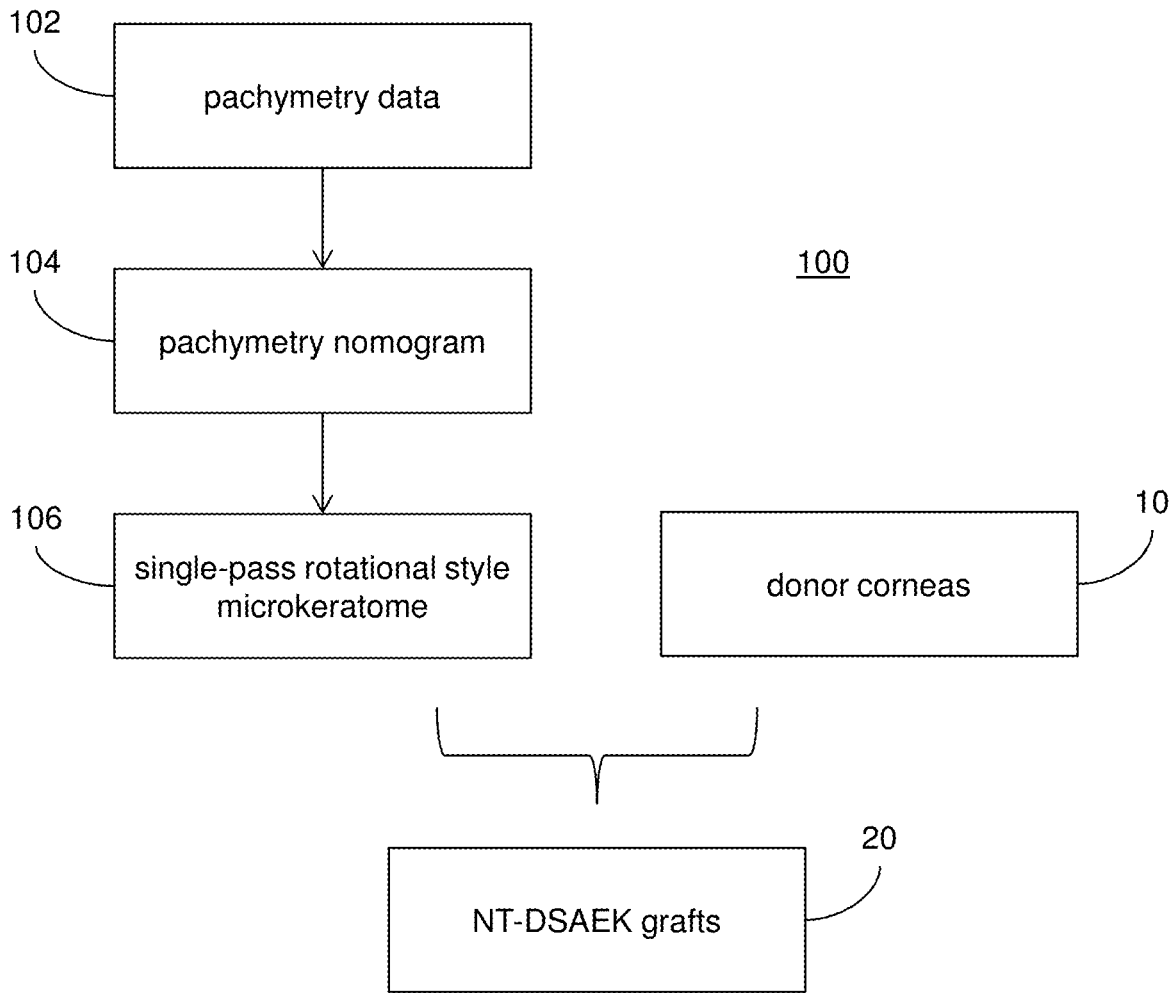 102
pachymetry data
104
100
pachymetry nomogram
106
10
single-pass rotational style
microkeratome
donor corneas
20
NT-DSAEK grafts